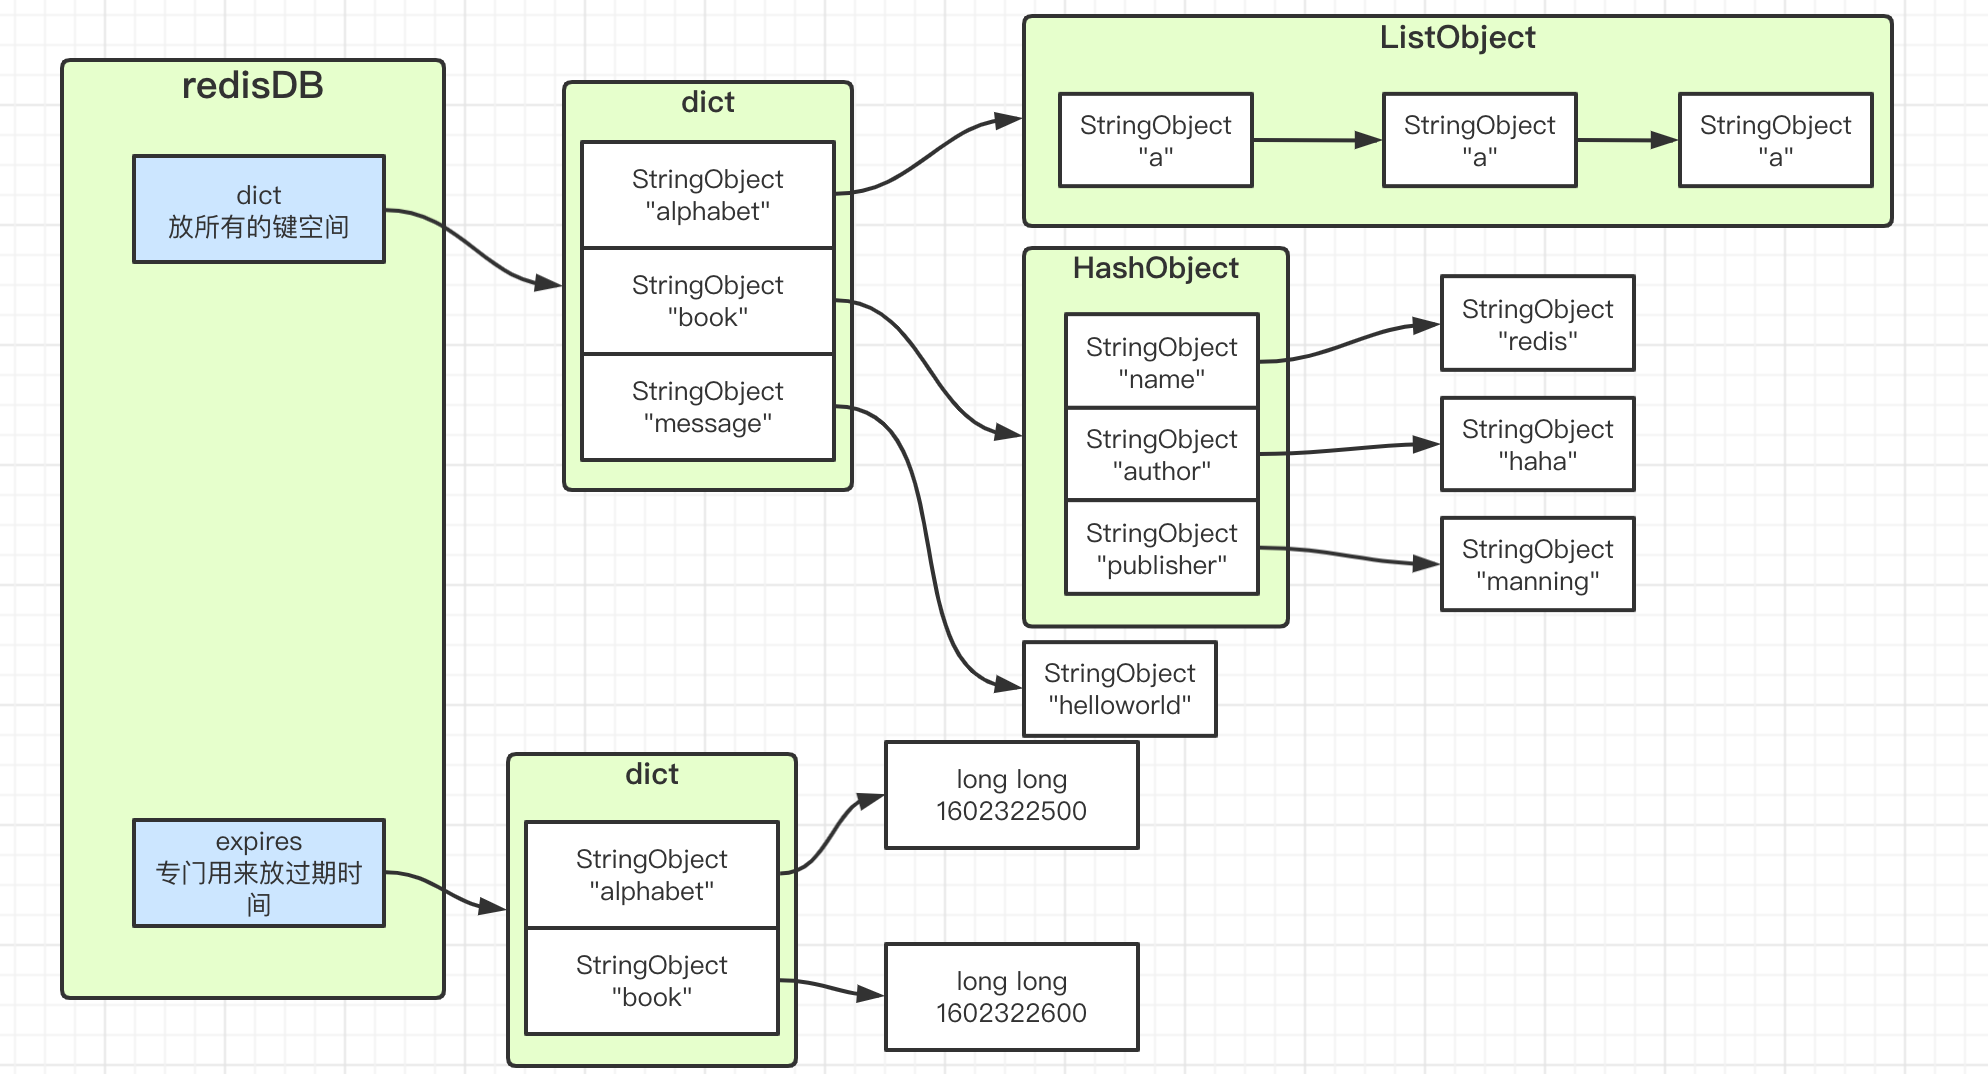 redisDB
dict
放所有的键空间
expires
专门用来放过期时
间
dict
StringObject
"alphabet"
StringObject
"book"
StringObject
"message"
ListObject
StringObject
"a"
StringObject
"a"
StringObject
"a"
HashObject
StringObject
"name"
StringObject
"author"
StringObject
"publisher"
StringObject
"redis"
StringObject
"haha"
StringObject
"manning"
StringObject
"helloworld"
dict
StringObject
"alphabet"
StringObject
"book"
long long
1602322500
long long
1602322600